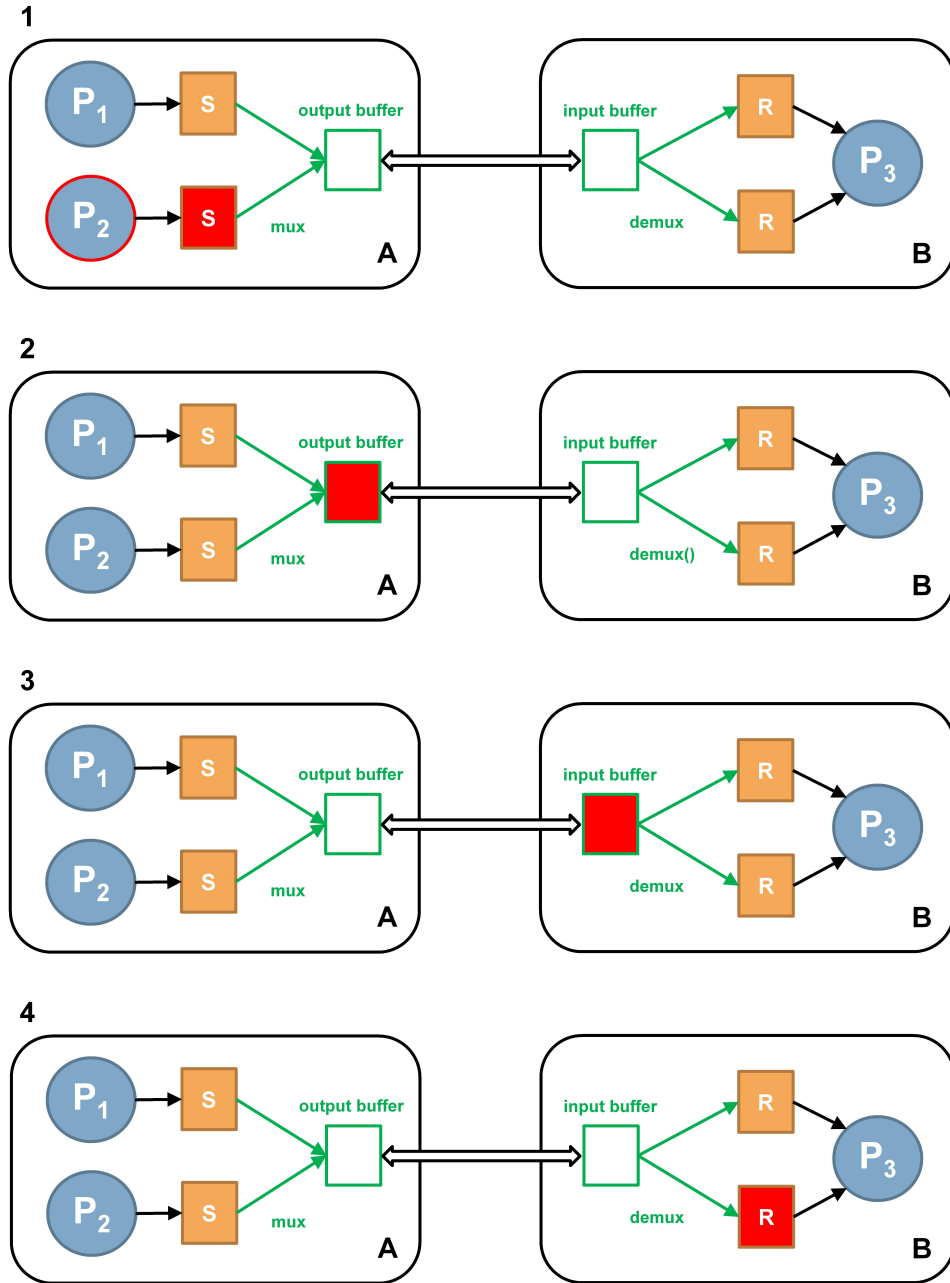 1
P1 S output buffer input buffer R
P2 S mux demux R P3
A B
2
P1 S output buffer input buffer R
P2 S mux demux() R P3
A B
3
P1 S output buffer input buffer R
P2 S mux demux R P3
A B
4
P1 S output buffer input buffer R
P2 S mux demux R P3
A B